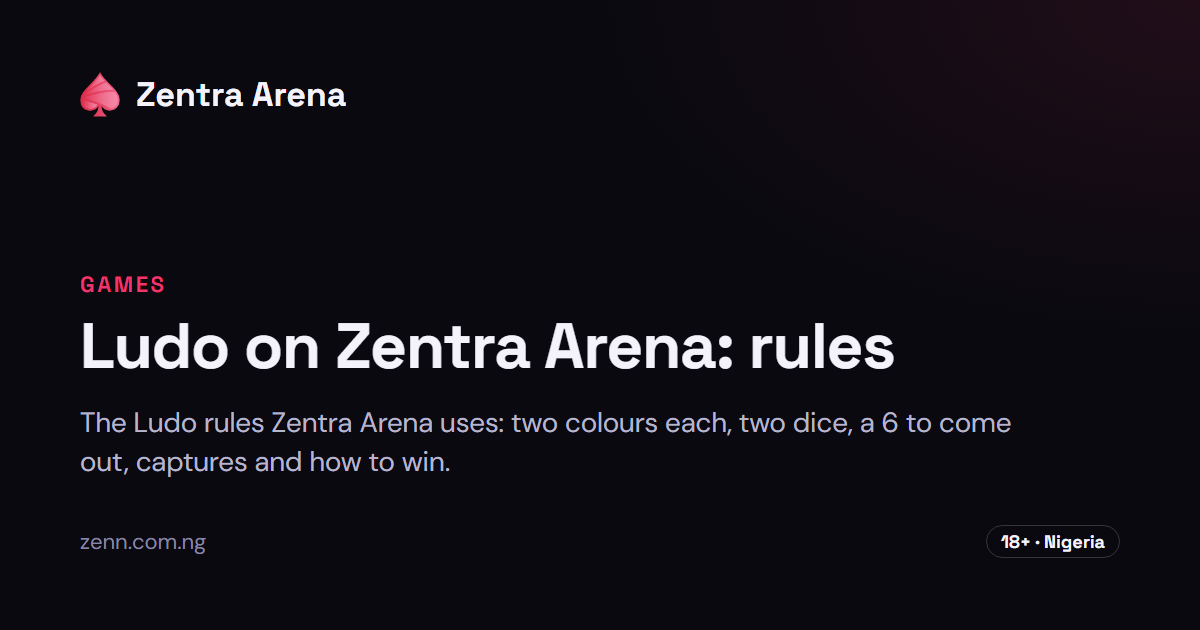 Zentra Arena
GAMES
Ludo on Zentra Arena: rules
The Ludo rules Zentra Arena uses: two colours each, two dice, a 6 to come
out, captures and how to win.
zenn.com.ng
18+ · Nigeria